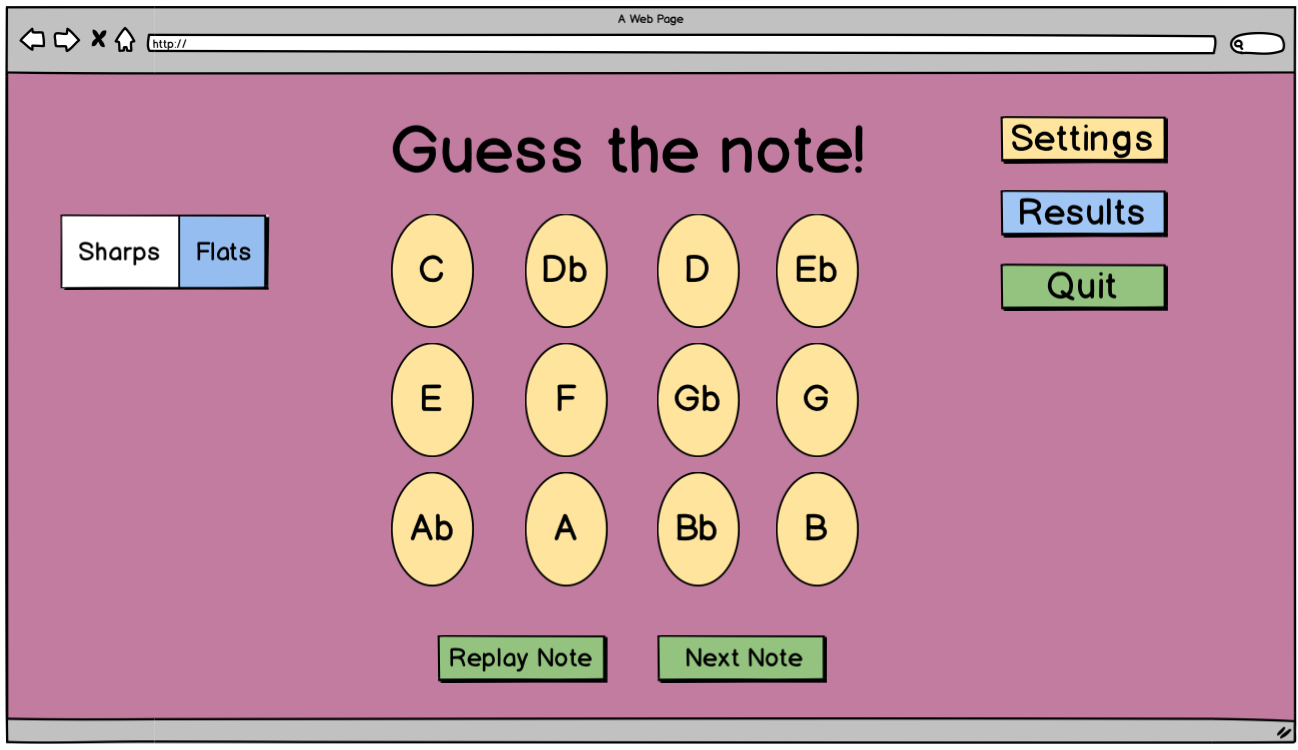 A Web Page
http://
Guess the note!
Settings
Results
Quit
Sharps Flats
C Db D Eb
E F Gb G
Ab A Bb B
Replay Note Next Note